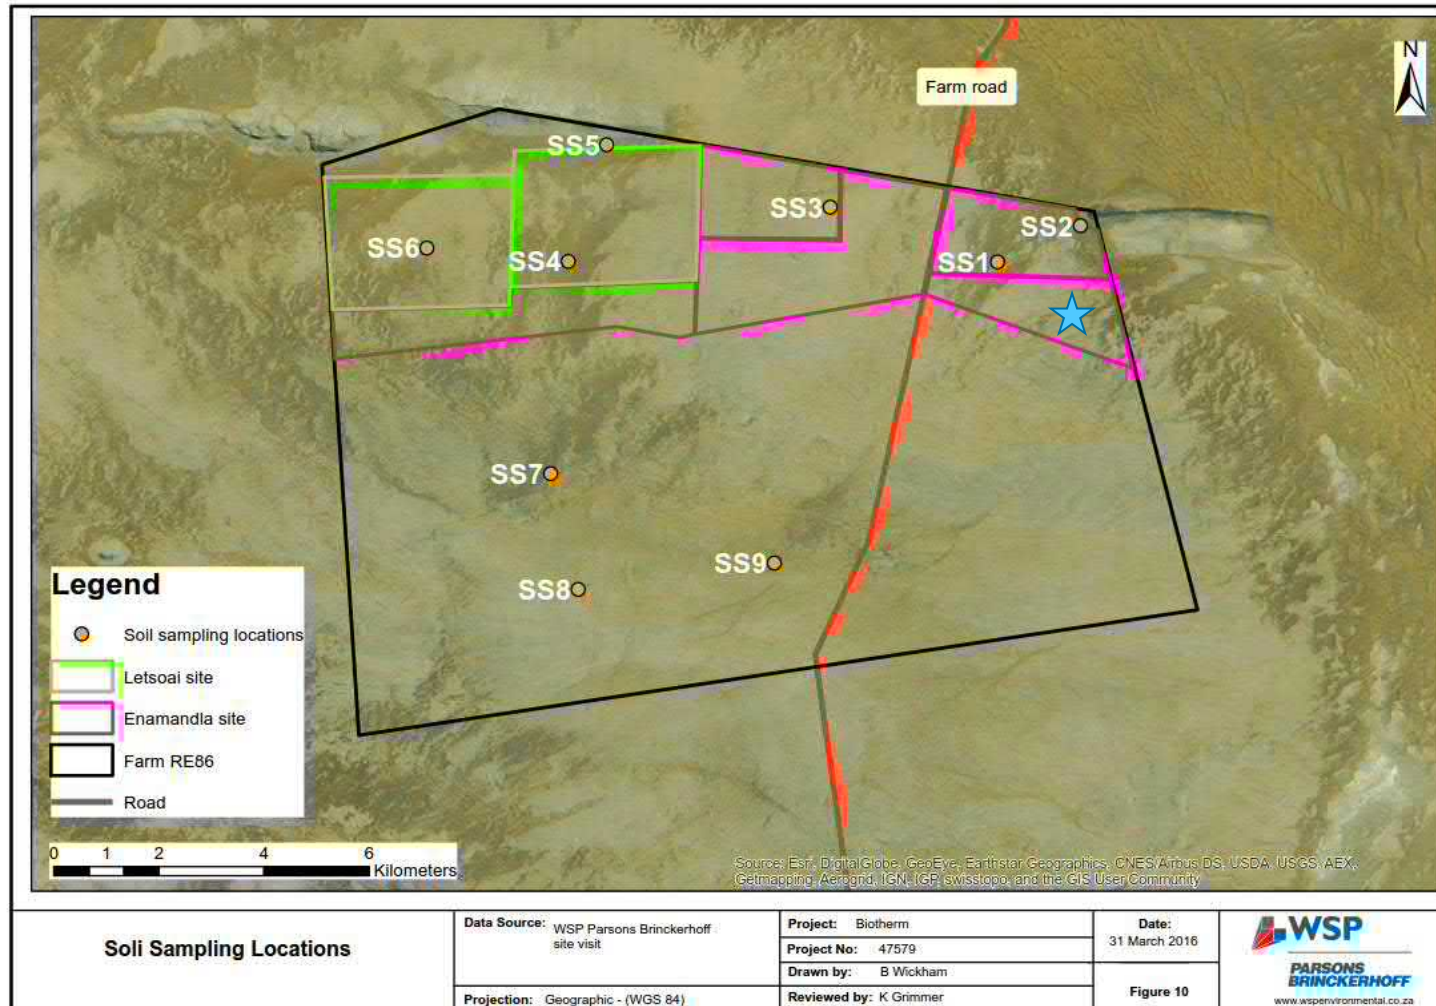 Farm road
N
SS5
SS3
SS2
SS6
SS4
SS1
SS7
SS9
SS8
Legend
Soil sampling locations
Letsoai site
Enamandla site
Farm RE86
Road
0 1 2 4 6
Kilometers
Source: Esri, DigitalGlobe, GeoEye, Earthstar Geographics, CNES/Airbus DS, USDA, USGS, AEX,
Getmapping, Aerogrid, IGN, IGP, swisstopo, and the GIS User Community
Soli Sampling Locations
Data Source: WSP Parsons Brinckerhoff
site visit
Projection: Geographic - (WGS 84)
Project: Biotherm
Project No: 47579
Drawn by: B Wickham
Reviewed by: K Grimmer
Date:
31 March 2016
Figure 10
WSP
PARSONS
BRINCKERHOFF
www.wspenvironmental.co.za